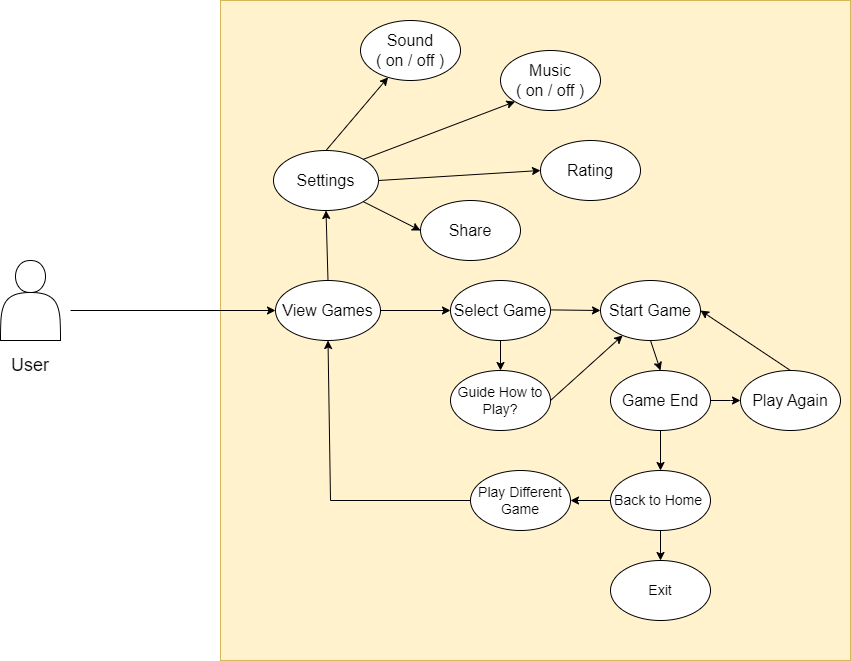 Sound
( on / off )
Music
( on / off )
Settings
Rating
Share
User
View Games
Select Game
Start Game
Guide How to
Play?
Game End
Play Again
Play Different
Game
Back to Home
Exit